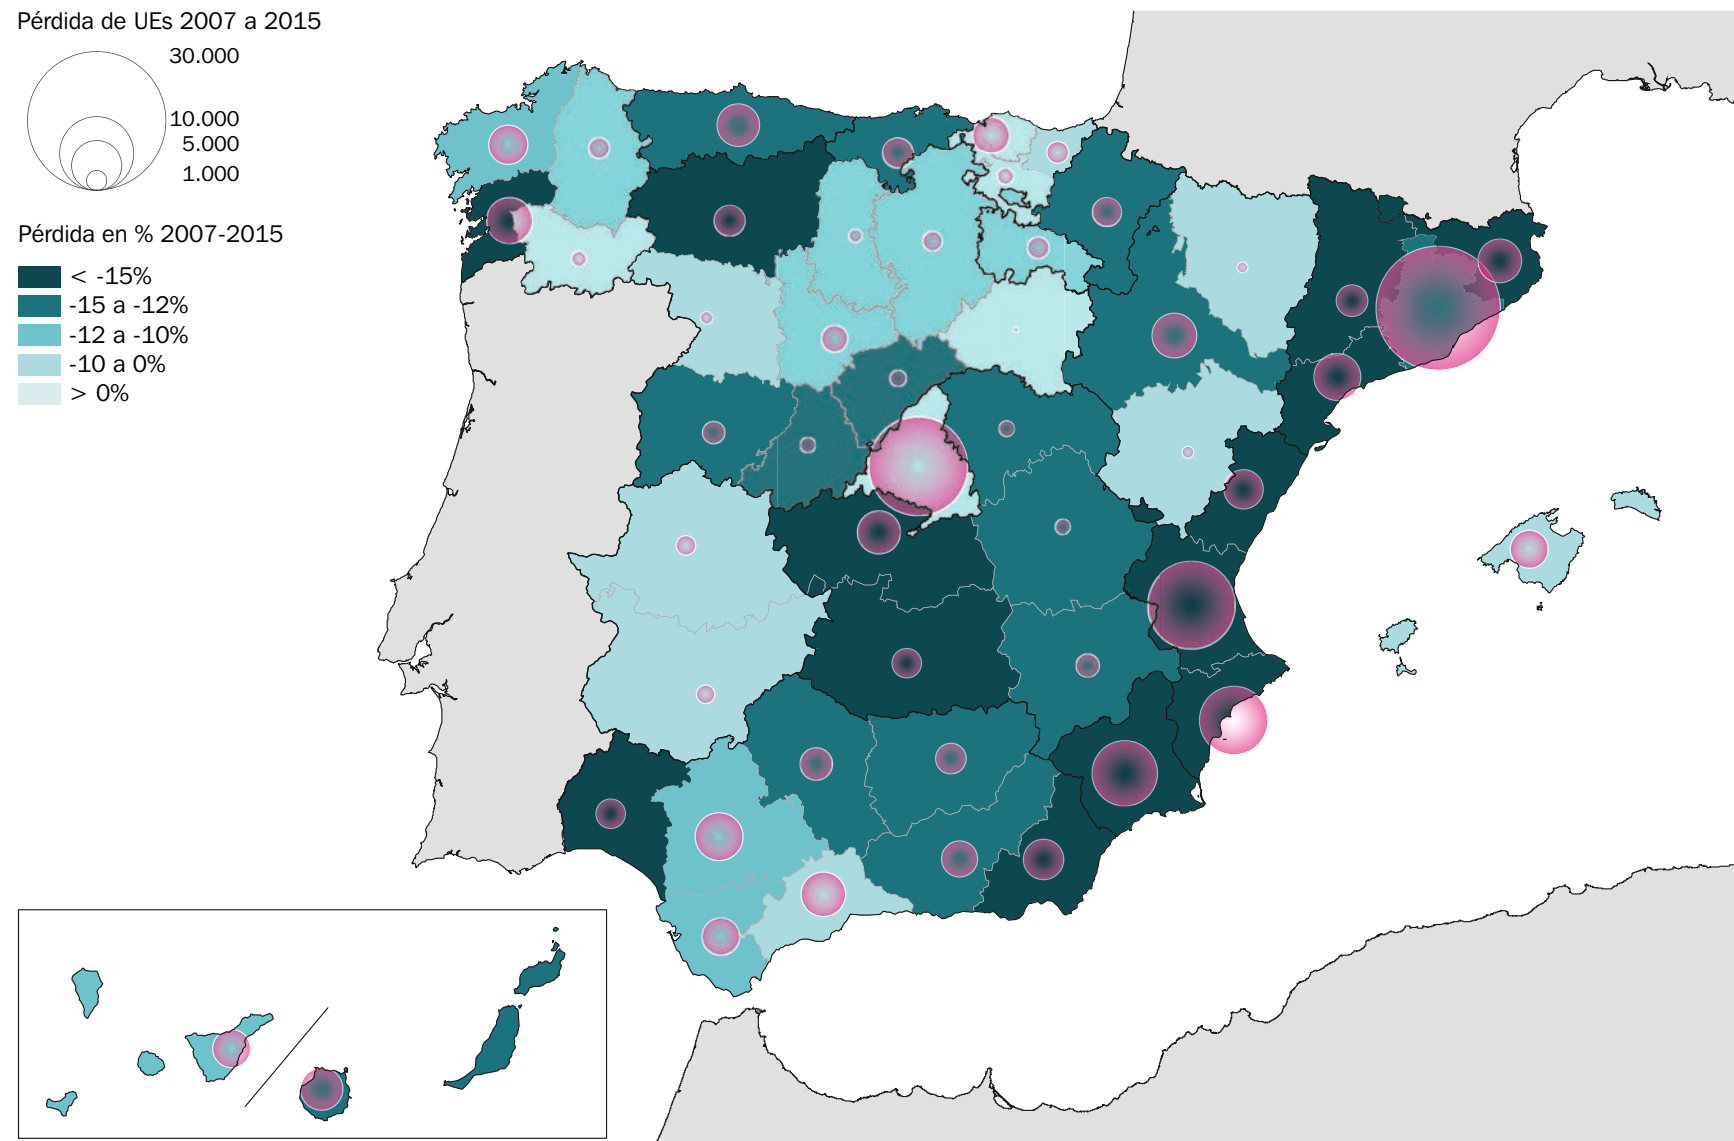 Pérdida de UEs 2007 a 2015
30.000
10.000
5.000
1.000
Pérdida en % 2007-2015
< -15%
-15 a -12%
-12 a -10%
-10 a 0%
> 0%